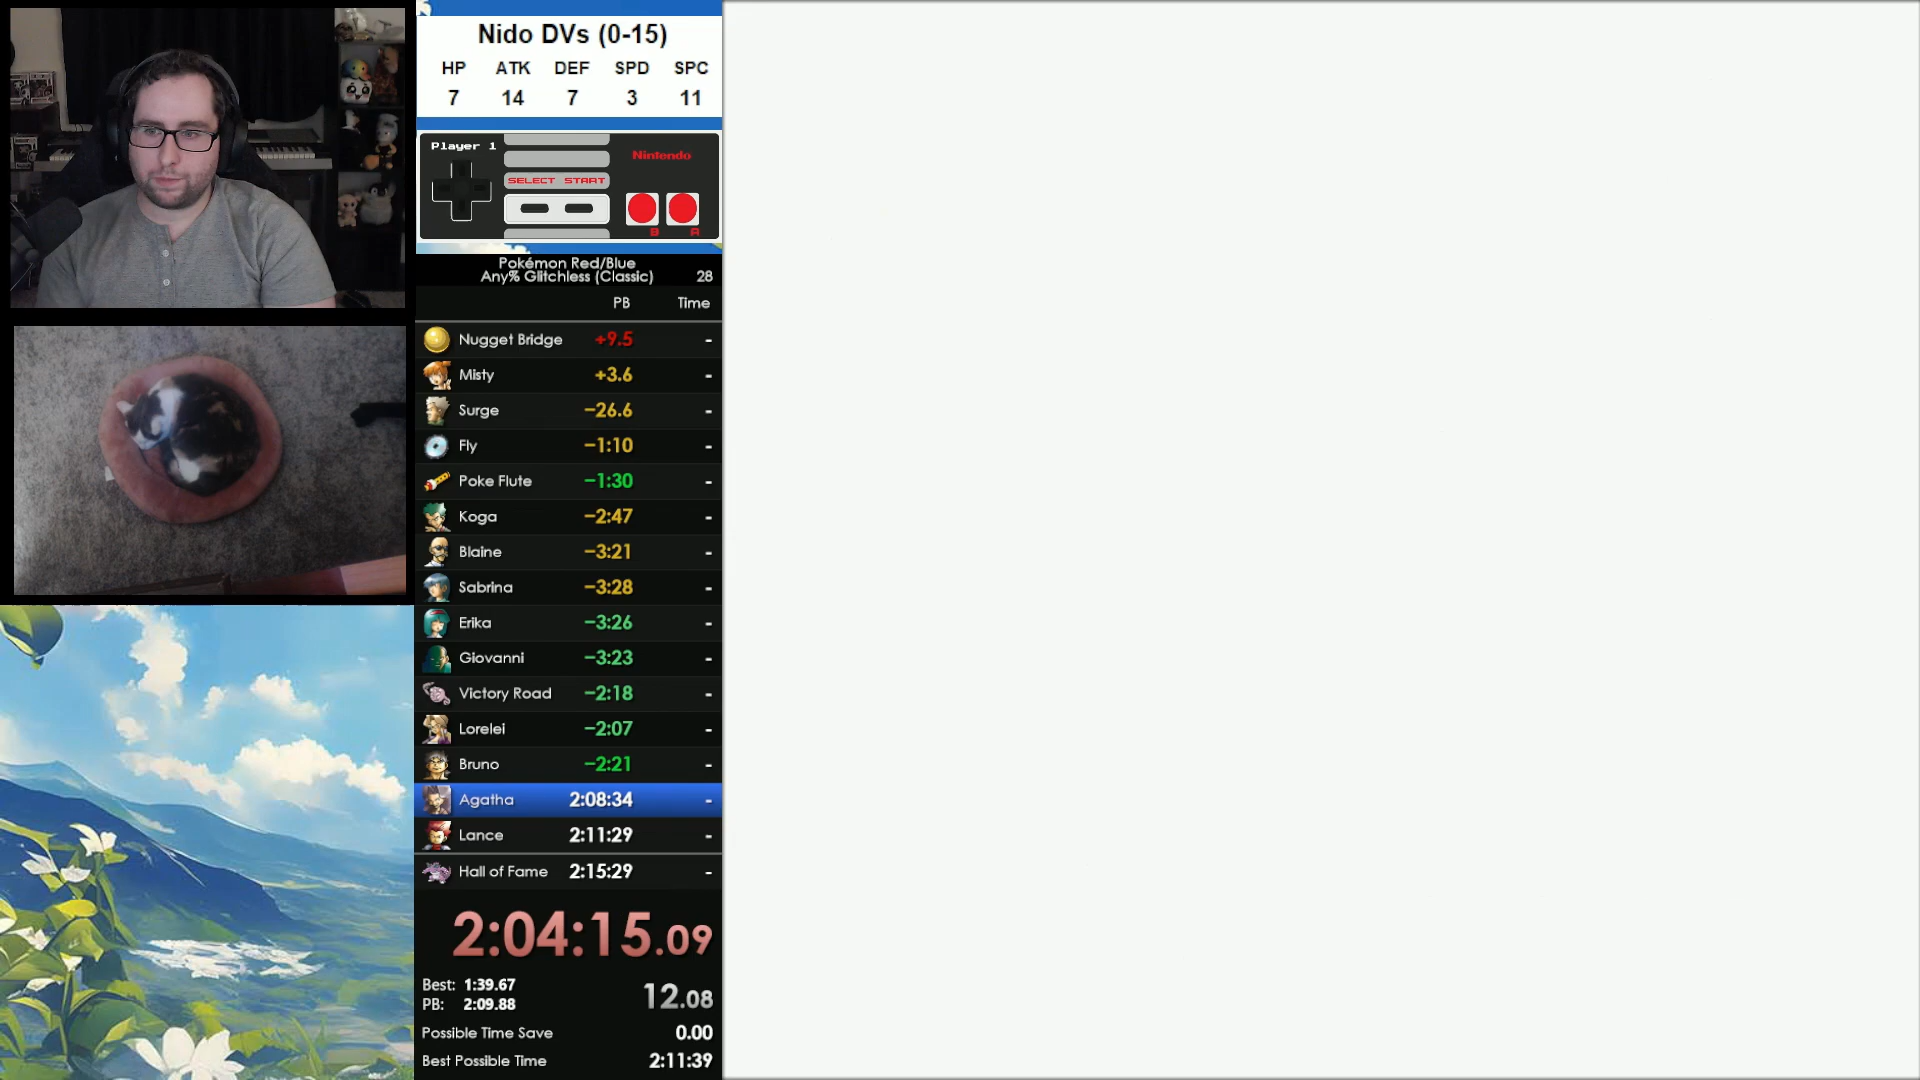 Nido DVs (0-15)
HP ATK DEF SPD SPC
7 14 7 3 11
Player 1
Nintendo
SELECT START
B A
Pokémon Red/Blue
Any% Glitchless (Classic) 28
PB Time
Nugget Bridge +9.5 -
Misty +3.6 -
Surge −26.6 -
Fly −1:10 -
Poke Flute −1:30 -
Koga −2:47 -
Blaine −3:21 -
Sabrina −3:28 -
Erika −3:26 -
Giovanni −3:23 -
Victory Road −2:18 -
Lorelei −2:07 -
Bruno −2:21 -
Agatha 2:08:34 -
Lance 2:11:29 -
Hall of Fame 2:15:29 -
2:04:15.09
Best: 1:39.67
PB: 2:09.88
12.08
Possible Time Save 0.00
Best Possible Time 2:11:39